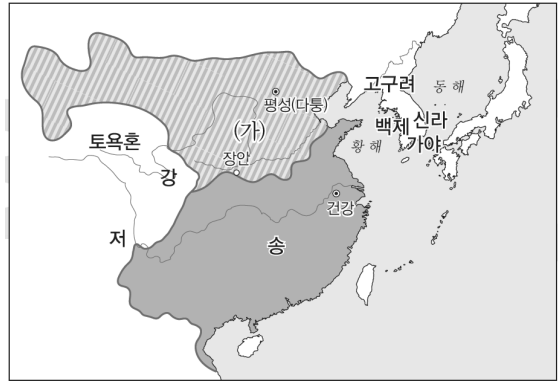 고구려
동해
평성(다퉁)
백제
신라
(가)
황해
가야
토욕혼
장안
강
건강
저
송